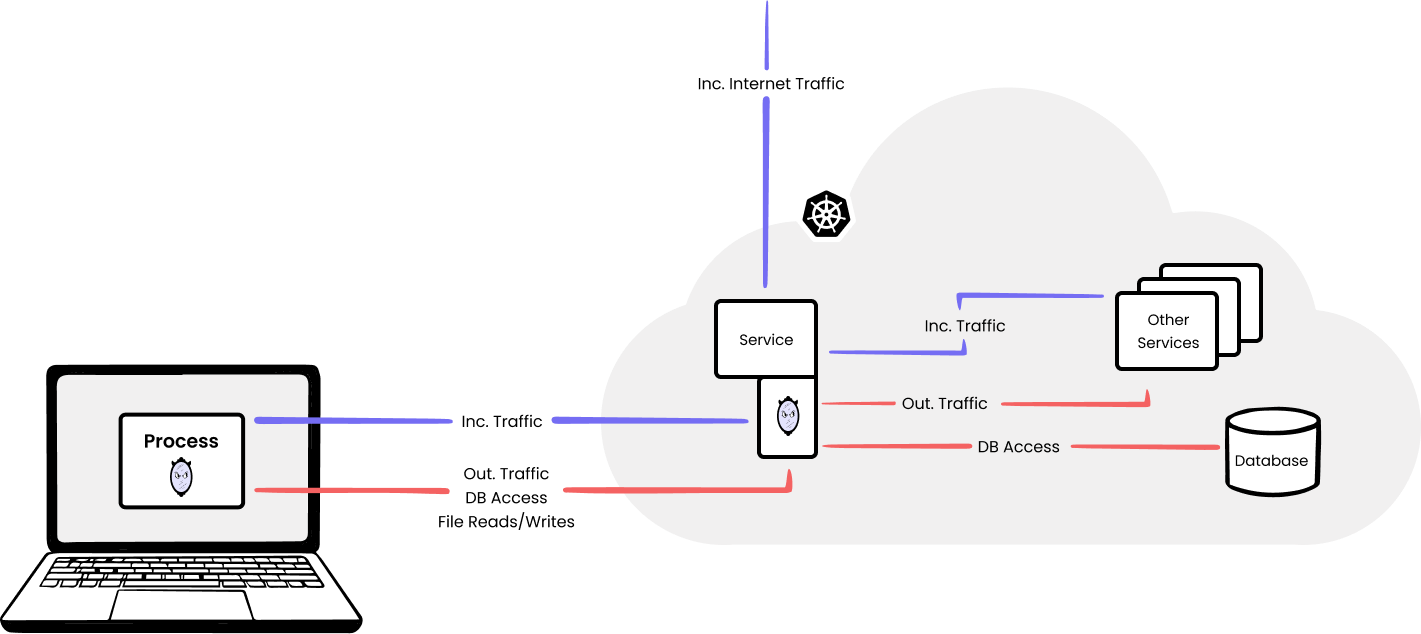 Inc. Internet Traffic
Service
Inc. Traffic
Other
Services
Out. Traffic
DB Access
Database
Process
Inc. Traffic
Out. Traffic
DB Access
File Reads/Writes